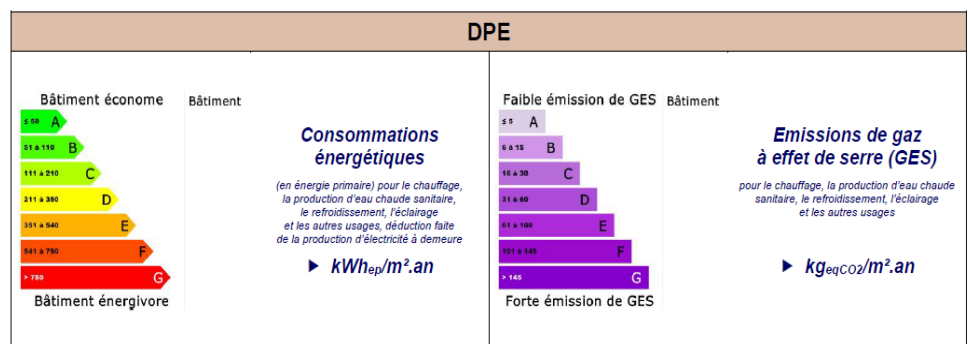 DPE
Bâtiment économe
Bâtiment
≤ 50 A
51 à 110 B
111 à 210 C
211 à 350 D
351 à 540 E
541 à 750 F
> 750 G
Bâtiment énergivore
Consommations
énergétiques
(en énergie primaire) pour le chauffage,
la production d'eau chaude sanitaire,
le refroidissement, l'éclairage
et les autres usages, déduction faite
de la production d'électricité à demeure
► kWhep/m².an
Faible émission de GES
Bâtiment
≤ 5 A
6 à 15 B
16 à 30 C
31 à 60 D
61 à 100 E
101 à 145 F
> 145 G
Forte émission de GES
Emissions de gaz
à effet de serre (GES)
pour le chauffage, la production d'eau chaude
sanitaire, le refroidissement, l'éclairage
et les autres usages
► kgeqCO2/m².an